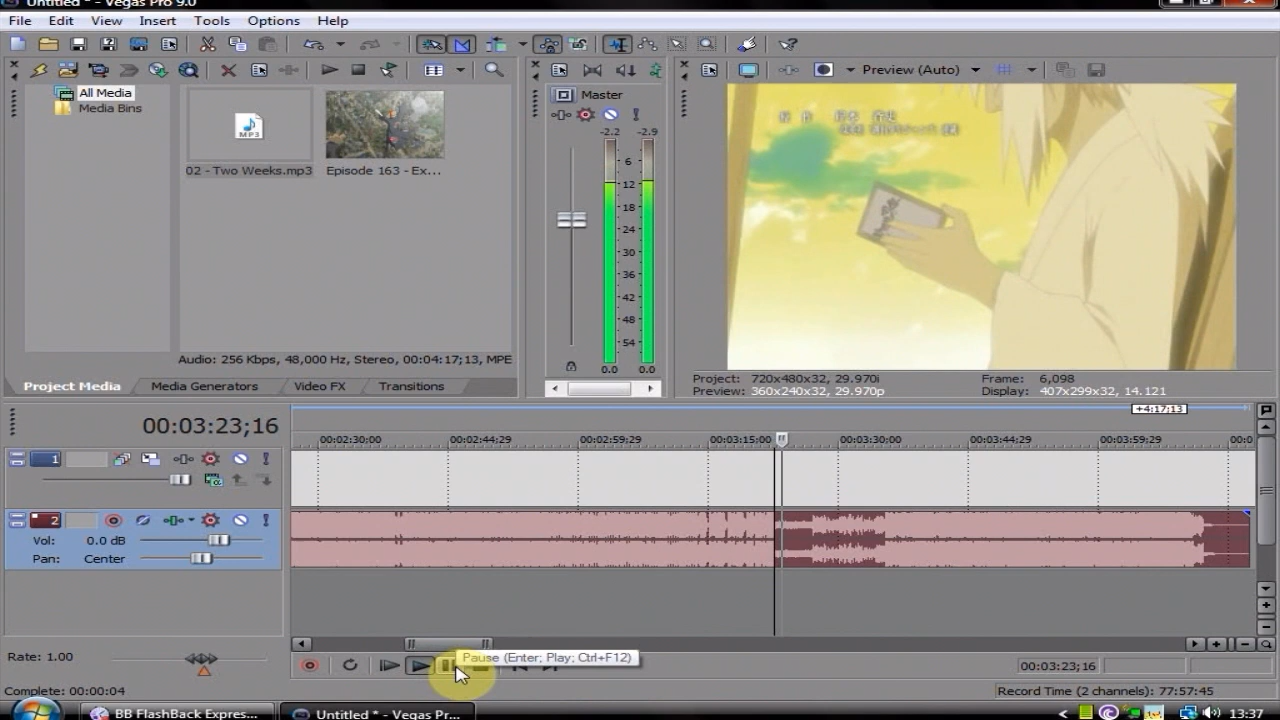 Untitled * - Vegas Pro 9.0
File Edit View Insert Tools Options Help
All Media
Media Bins
MP3
02 - Two Weeks.mp3
Episode 163 - Ex...
Audio: 256 Kbps, 48,000 Hz, Stereo, 00:04:17;13, MPE
Project Media Media Generators Video FX Transitions
Master
-2.2 -2.9
6
12
18
24
30
36
42
48
54
0.0 0.0
Preview (Auto)
Project: 720x480x32, 29.970i
Preview: 360x240x32, 29.970p
Frame: 6,098
Display: 407x299x32, 14.121
+4:17;13
00:03:23;16
00:02:30;00 00:02:44;29 00:02:59;29 00:03:15;00 00:03:30;00 00:03:44;29 00:03:59;29 00:0
1
2
Vol: 0.0 dB
Pan: Center
Rate: 1.00
Pause (Enter; Play; Ctrl+F12)
00:03:23;16
Complete: 00:00:04
Record Time (2 channels): 77:57:45
BB FlashBack Expres...
Untitled * - Vegas Pr...
13:37